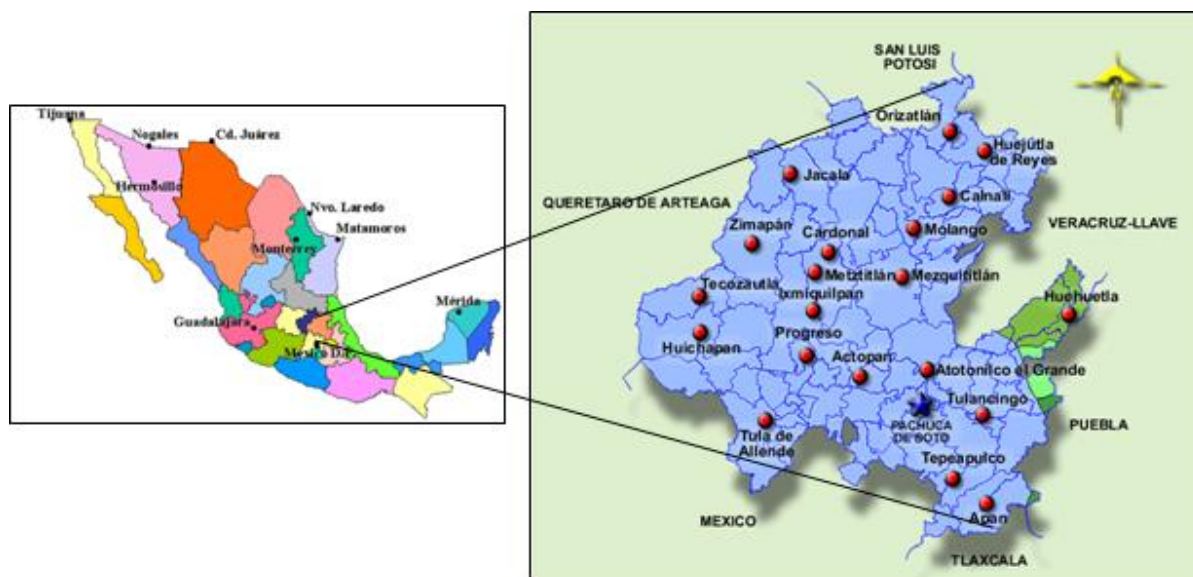 Tijuana
Nogales
Cd. Juárez
Hermosillo
Nvo. Laredo
Matamoros
Monterrey
Mérida
Guadalajara
México D.F.
SAN LUIS
POTOSI
Orizatlán
Huejútla
de Reyes
Jacala
Calnali
QUERETARO DE ARTEAGA
VERACRUZ-LLAVE
Zimapán
Cardonal
Molango
Metztitlán
Mezquititlán
Tecozautla
Ixmiquilpan
Huehuetla
Huichapan
Progreso
Actopan
Atotonilco el Grande
Tulancingo
PACHUCA
DE SOTO
PUEBLA
Tula de
Allende
Tepeapulco
Apan
MEXICO
TLAXCALA